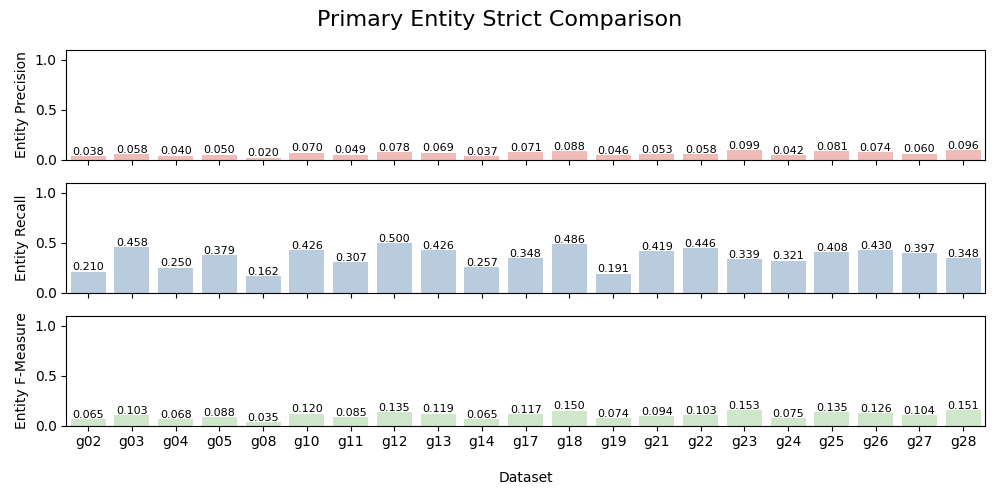 Primary Entity Strict Comparison
Entity Precision
1.0
0.5
0.0
0.038 0.058 0.040 0.050 0.020 0.070 0.049 0.078 0.069 0.037 0.071 0.088 0.046 0.053 0.058 0.099 0.042 0.081 0.074 0.060 0.096
Entity Recall
1.0
0.5
0.0
0.210 0.458 0.250 0.379 0.162 0.426 0.307 0.500 0.426 0.257 0.348 0.486 0.191 0.419 0.446 0.339 0.321 0.408 0.430 0.397 0.348
Entity F-Measure
1.0
0.5
0.0
0.065 0.103 0.068 0.088 0.035 0.120 0.085 0.135 0.119 0.065 0.117 0.150 0.074 0.094 0.103 0.153 0.075 0.135 0.126 0.104 0.151
g02 g03 g04 g05 g08 g10 g11 g12 g13 g14 g17 g18 g19 g21 g22 g23 g24 g25 g26 g27 g28
Dataset